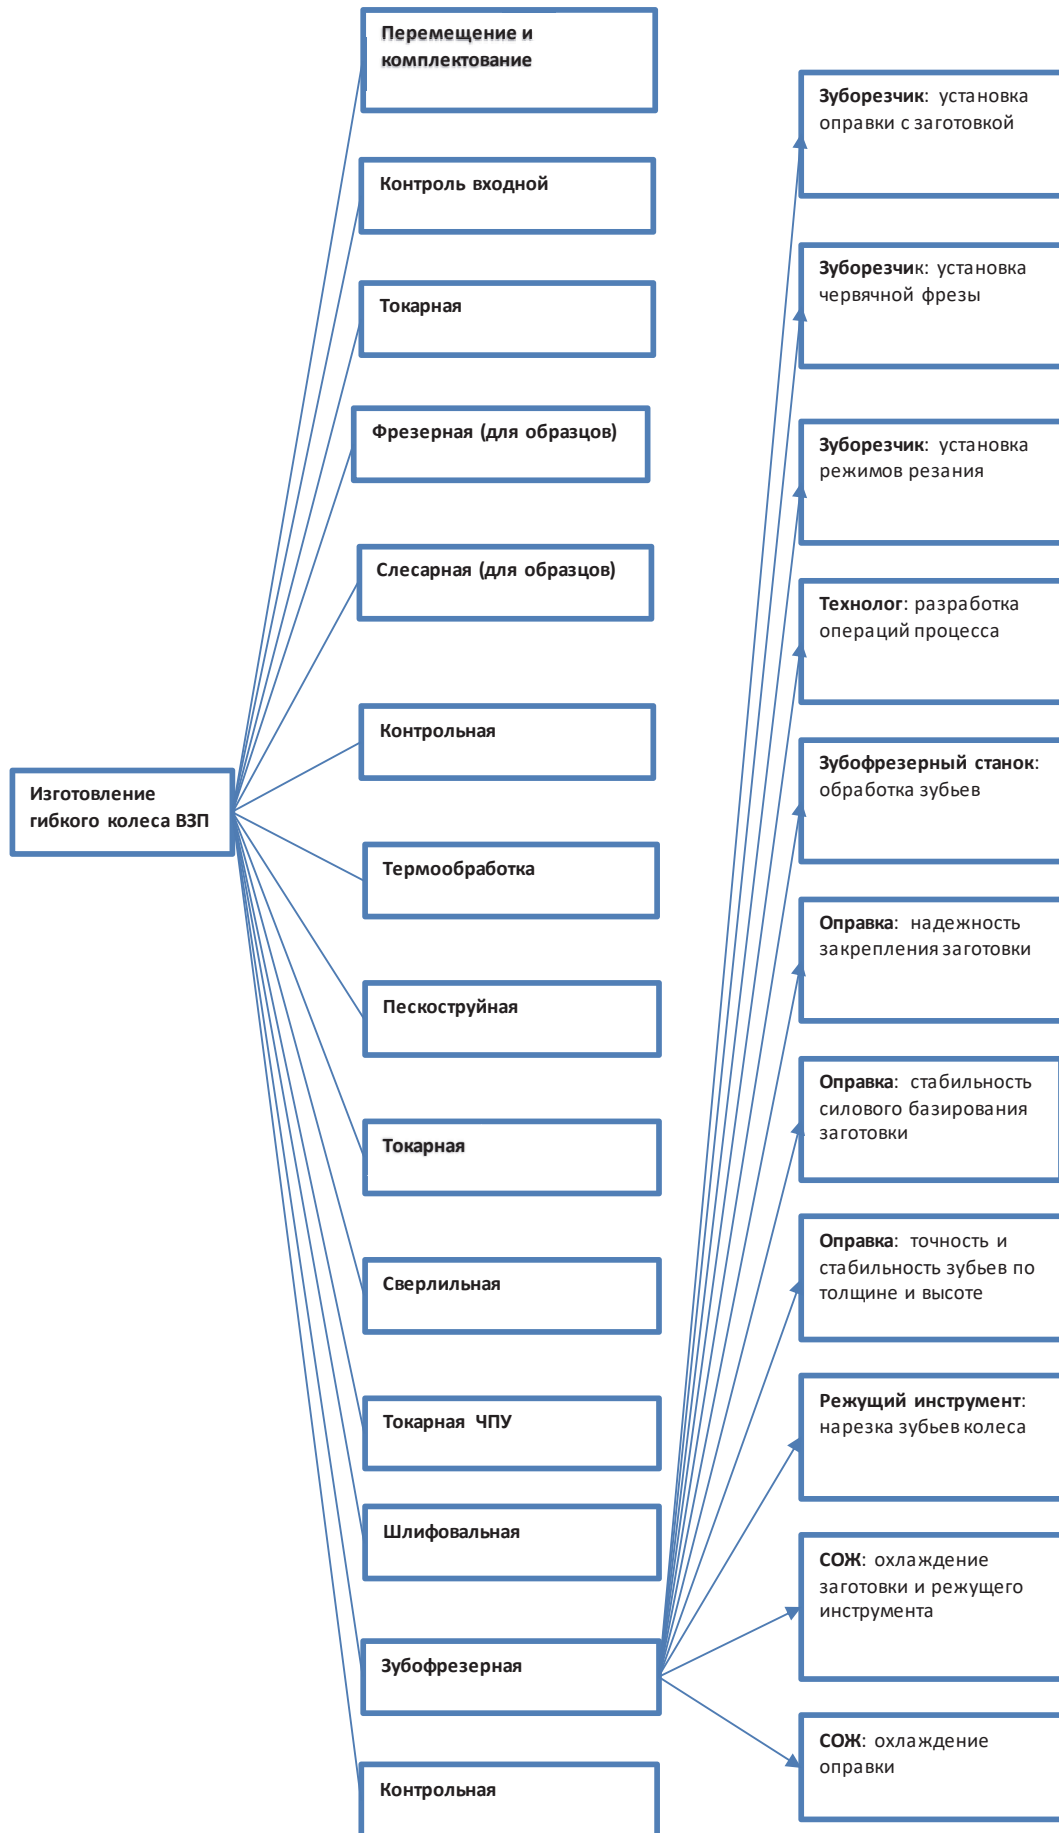 Изготовление
гибкого колеса ВЗП
Перемещение и
комплектование
Контроль входной
Токарная
Фрезерная (для образцов)
Слесарная (для образцов)
Контрольная
Термообработка
Пескоструйная
Токарная
Сверлильная
Токарная ЧПУ
Шлифовальная
Зубофрезерная
Контрольная
Зуборезчик: установка
оправки с заготовкой
Зуборезчик: установка
червячной фрезы
Зуборезчик: установка
режимов резания
Технолог: разработка
операций процесса
Зубофрезерный станок:
обработка зубьев
Оправка: надежность
закрепления заготовки
Оправка: стабильность
силового базирования
заготовки
Оправка: точность и
стабильность зубьев по
толщине и высоте
Режущий инструмент:
нарезка зубьев колеса
СОЖ: охлаждение
заготовки и режущего
инструмента
СОЖ: охлаждение
оправки